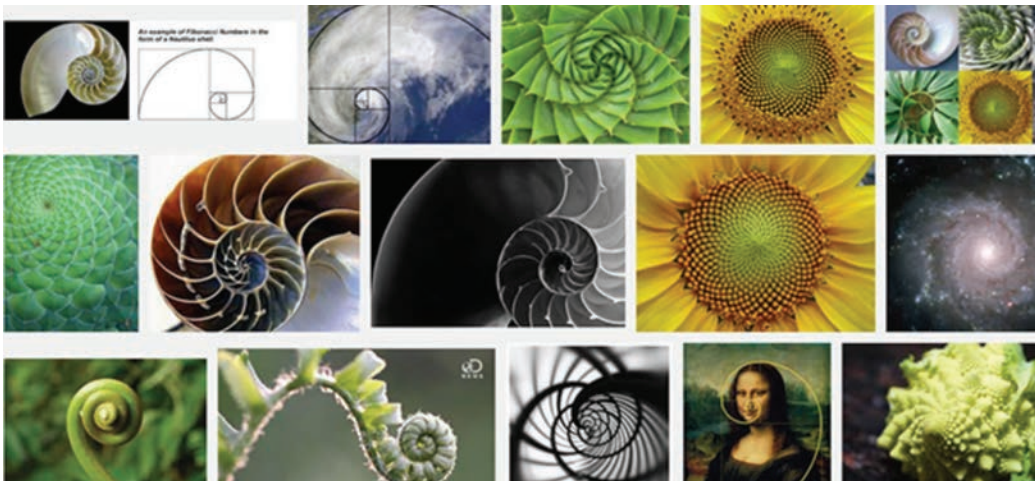 An example of Fibonacci Numbers in the
form of a Nautilus shell.